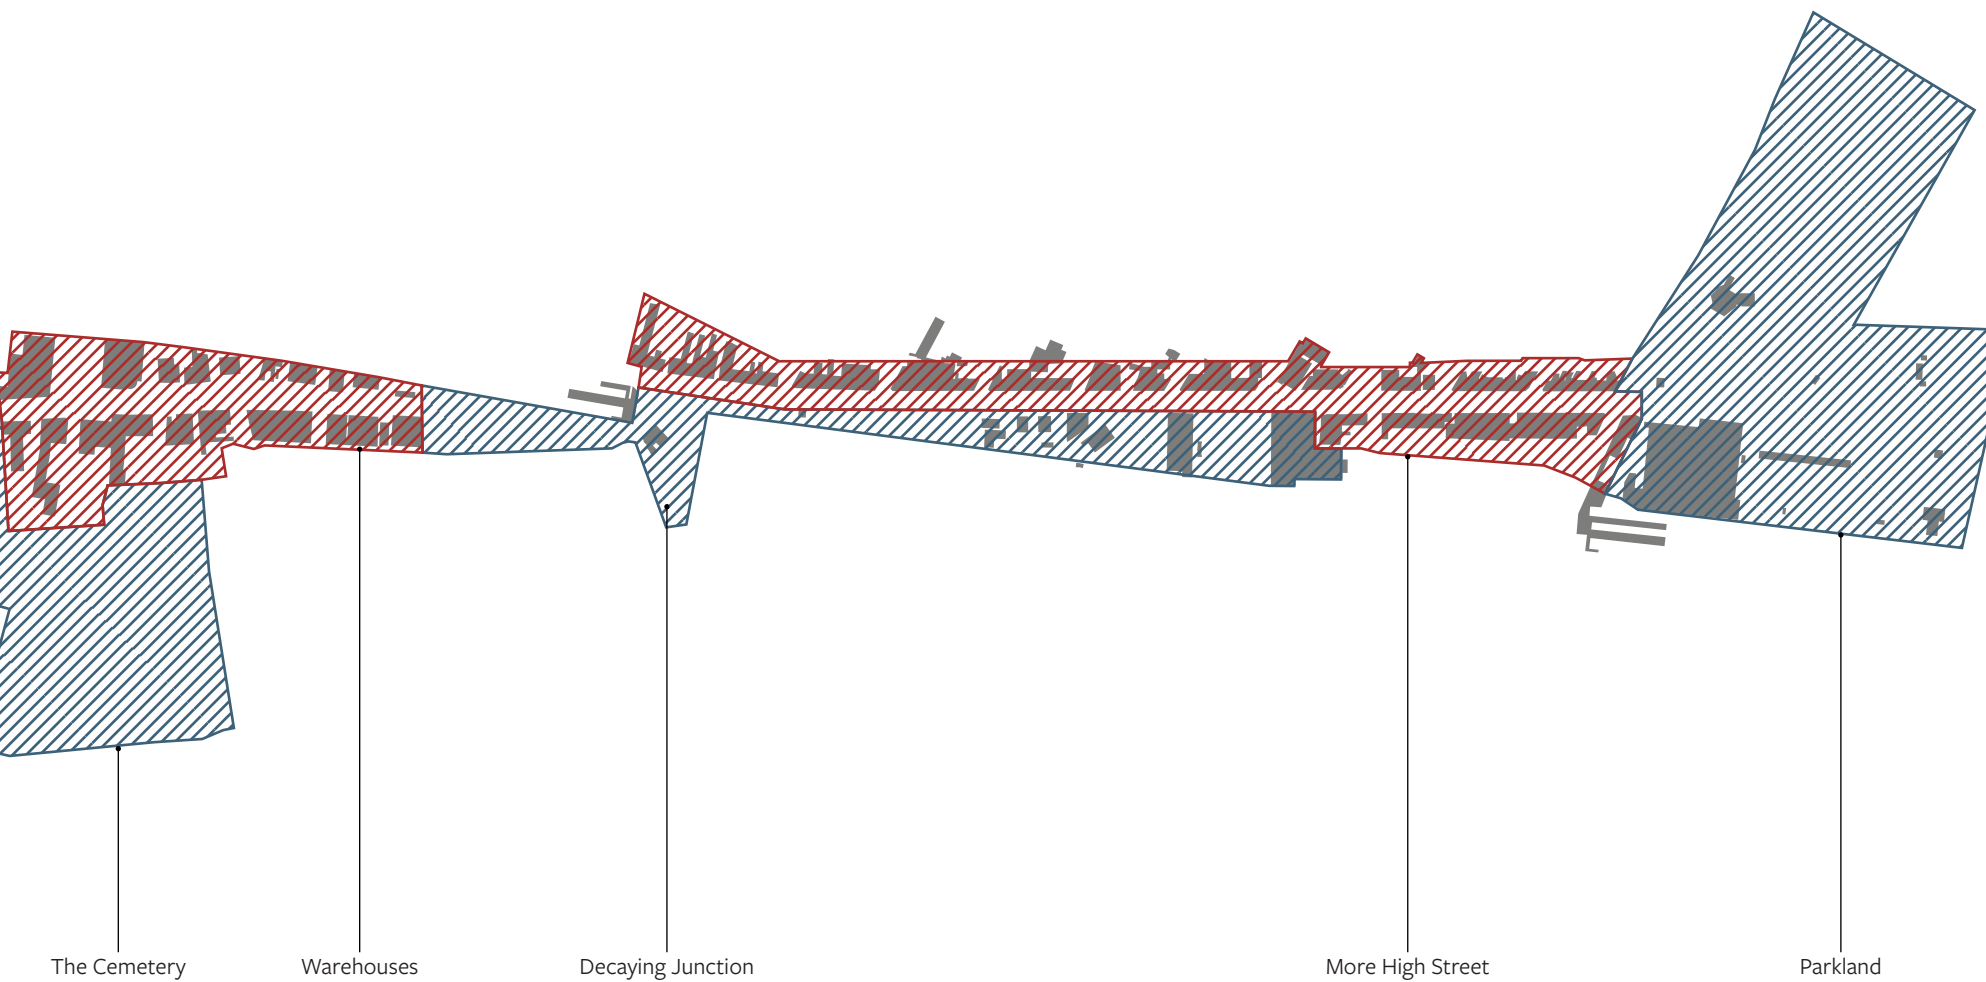 The Cemetery
Warehouses
Decaying Junction
More High Street
Parkland